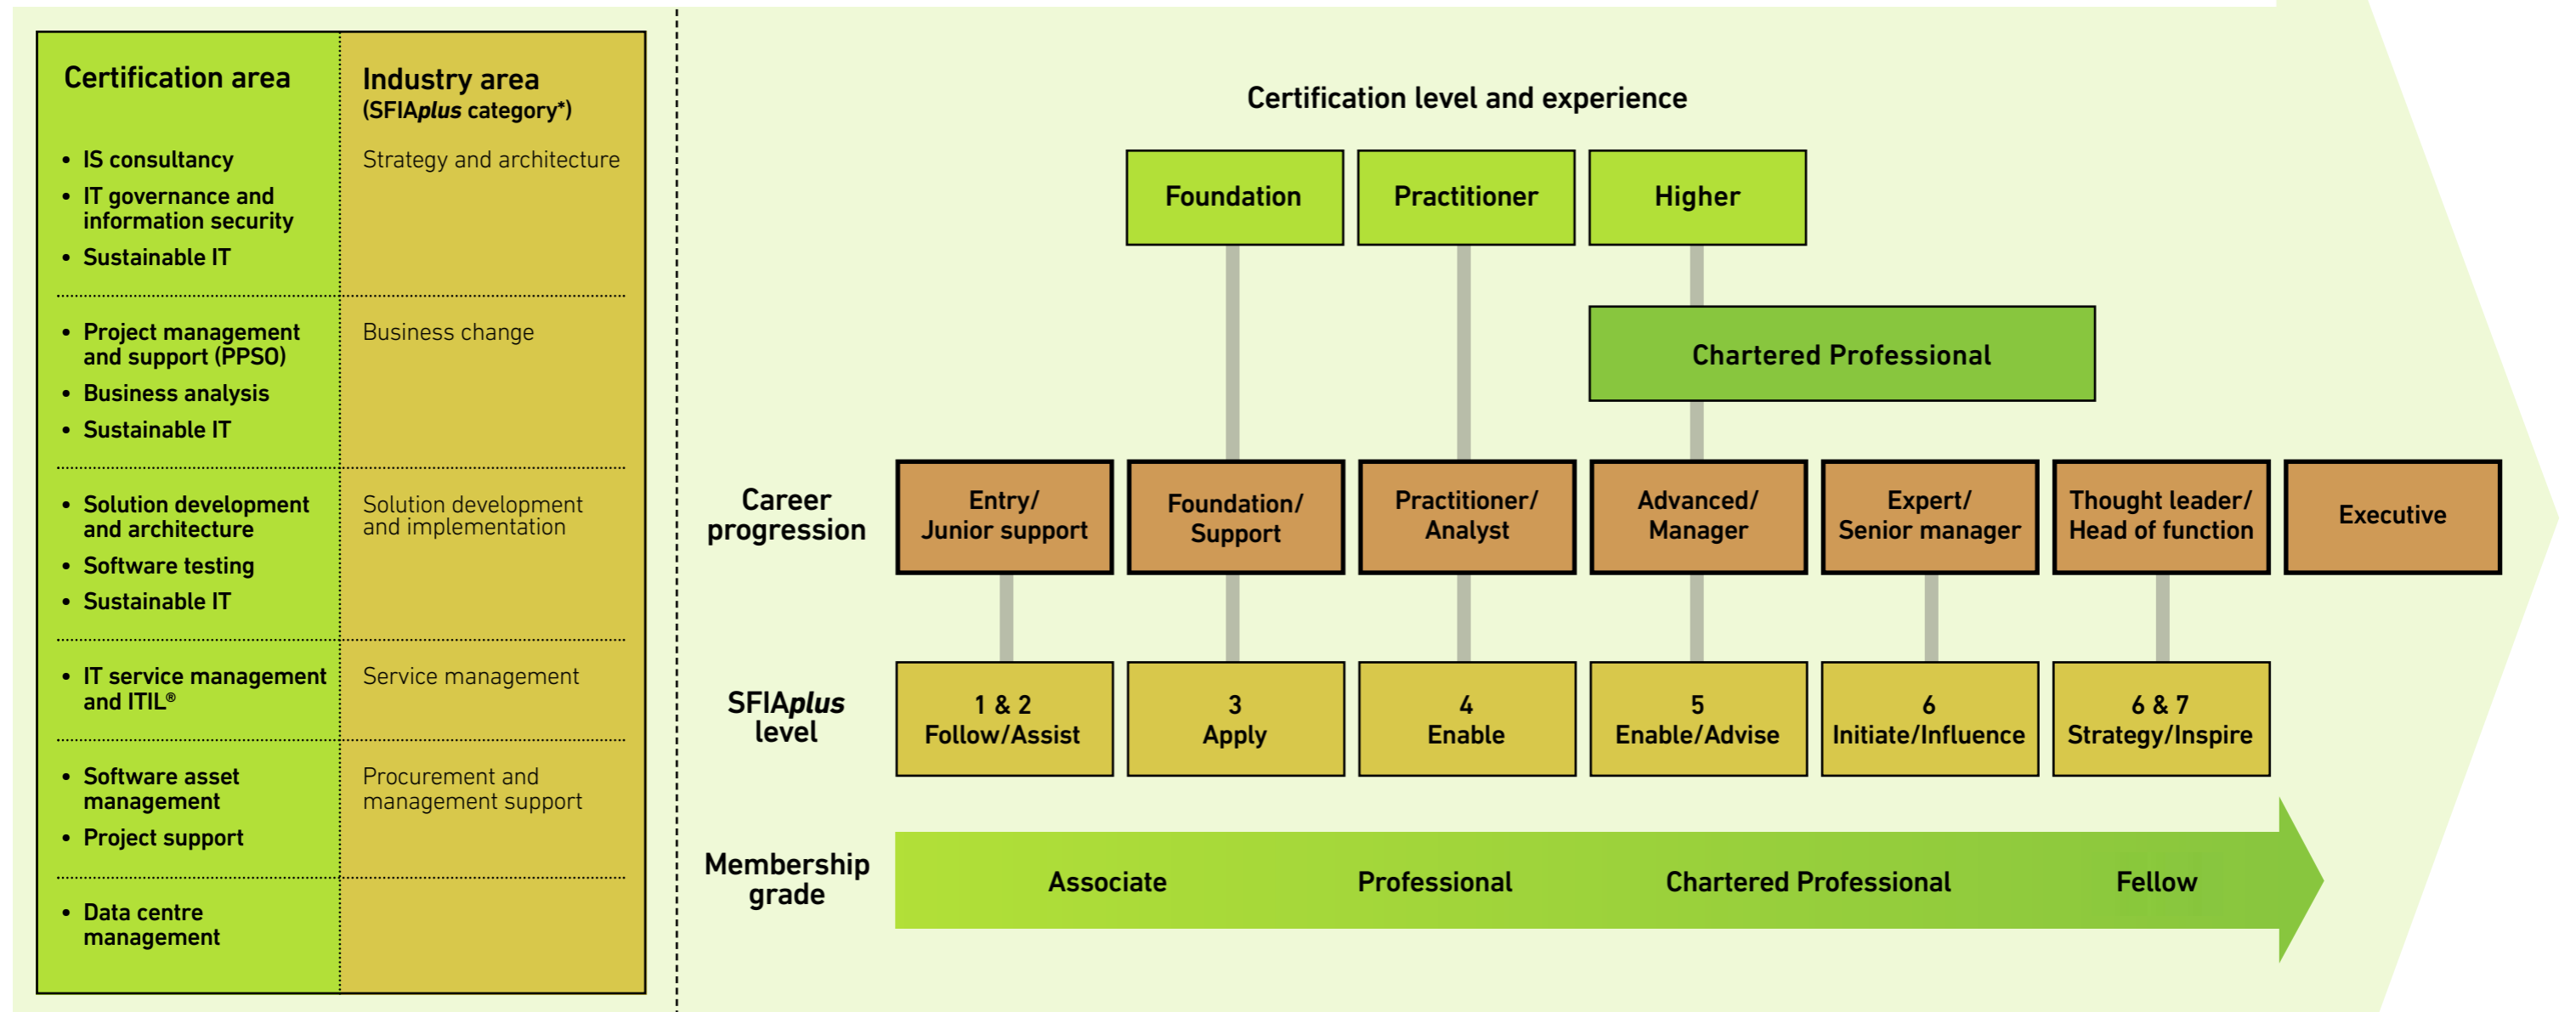 Certification area
Industry area
(SFIAplus category*)
• IS consultancy
• IT governance and
information security
• Sustainable IT
Strategy and architecture
• Project management
and support (PPSO)
• Business analysis
• Sustainable IT
Business change
• Solution development
and architecture
• Software testing
• Sustainable IT
Solution development
and implementation
• IT service management
and ITIL®
Service management
• Software asset
management
• Project support
Procurement and
management support
• Data centre
management
Certification level and experience
Foundation
Practitioner
Higher
Chartered Professional
Career
progression
Entry/
Junior support
Foundation/
Support
Practitioner/
Analyst
Advanced/
Manager
Expert/
Senior manager
Thought leader/
Head of function
Executive
SFIAplus
level
1 & 2
Follow/Assist
3
Apply
4
Enable
5
Enable/Advise
6
Initiate/Influence
6 & 7
Strategy/Inspire
Membership
grade
Associate
Professional
Chartered Professional
Fellow